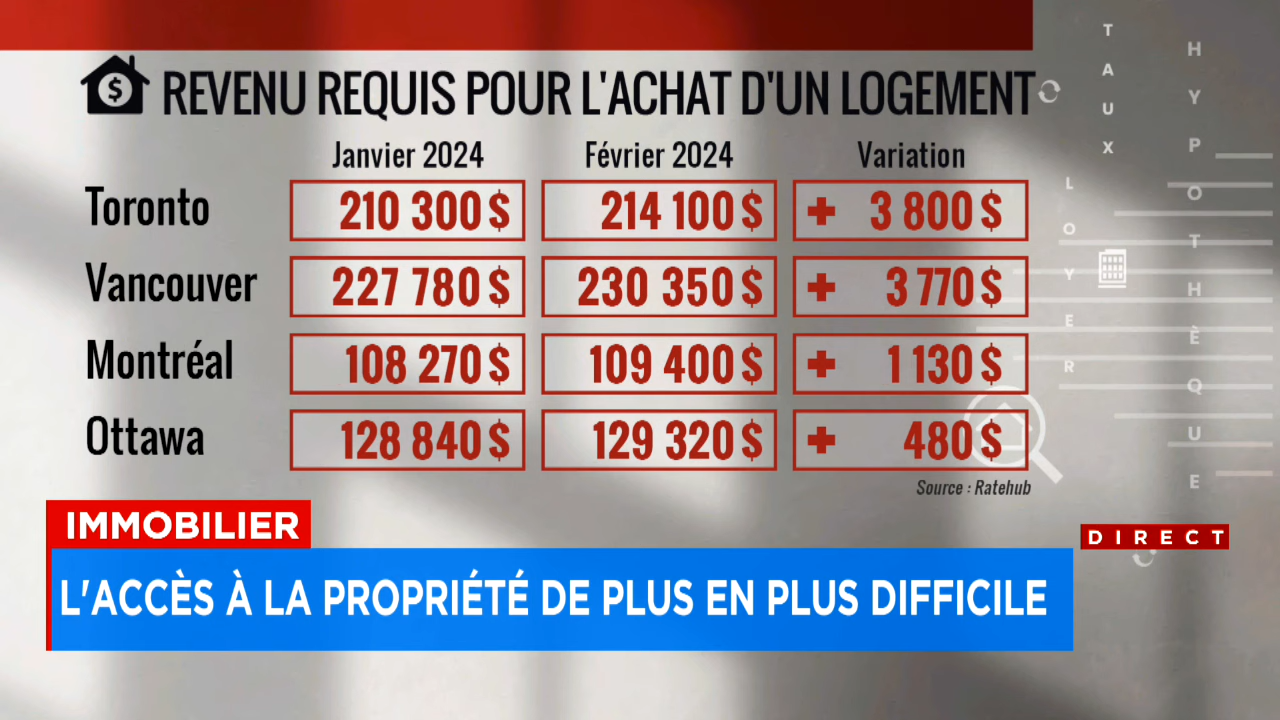 REVENU REQUIS POUR L'ACHAT D'UN LOGEMENT
Janvier 2024 Février 2024 Variation
Toronto 210 300 $ 214 100 $ + 3 800 $
Vancouver 227 780 $ 230 350 $ + 3 770 $
Montréal 108 270 $ 109 400 $ + 1 130 $
Ottawa 128 840 $ 129 320 $ + 480 $
Source : Ratehub
TAUX
LOYER
HYPOTHÈQUE
IMMOBILIER
DIRECT
L'ACCÈS À LA PROPRIÉTÉ DE PLUS EN PLUS DIFFICILE